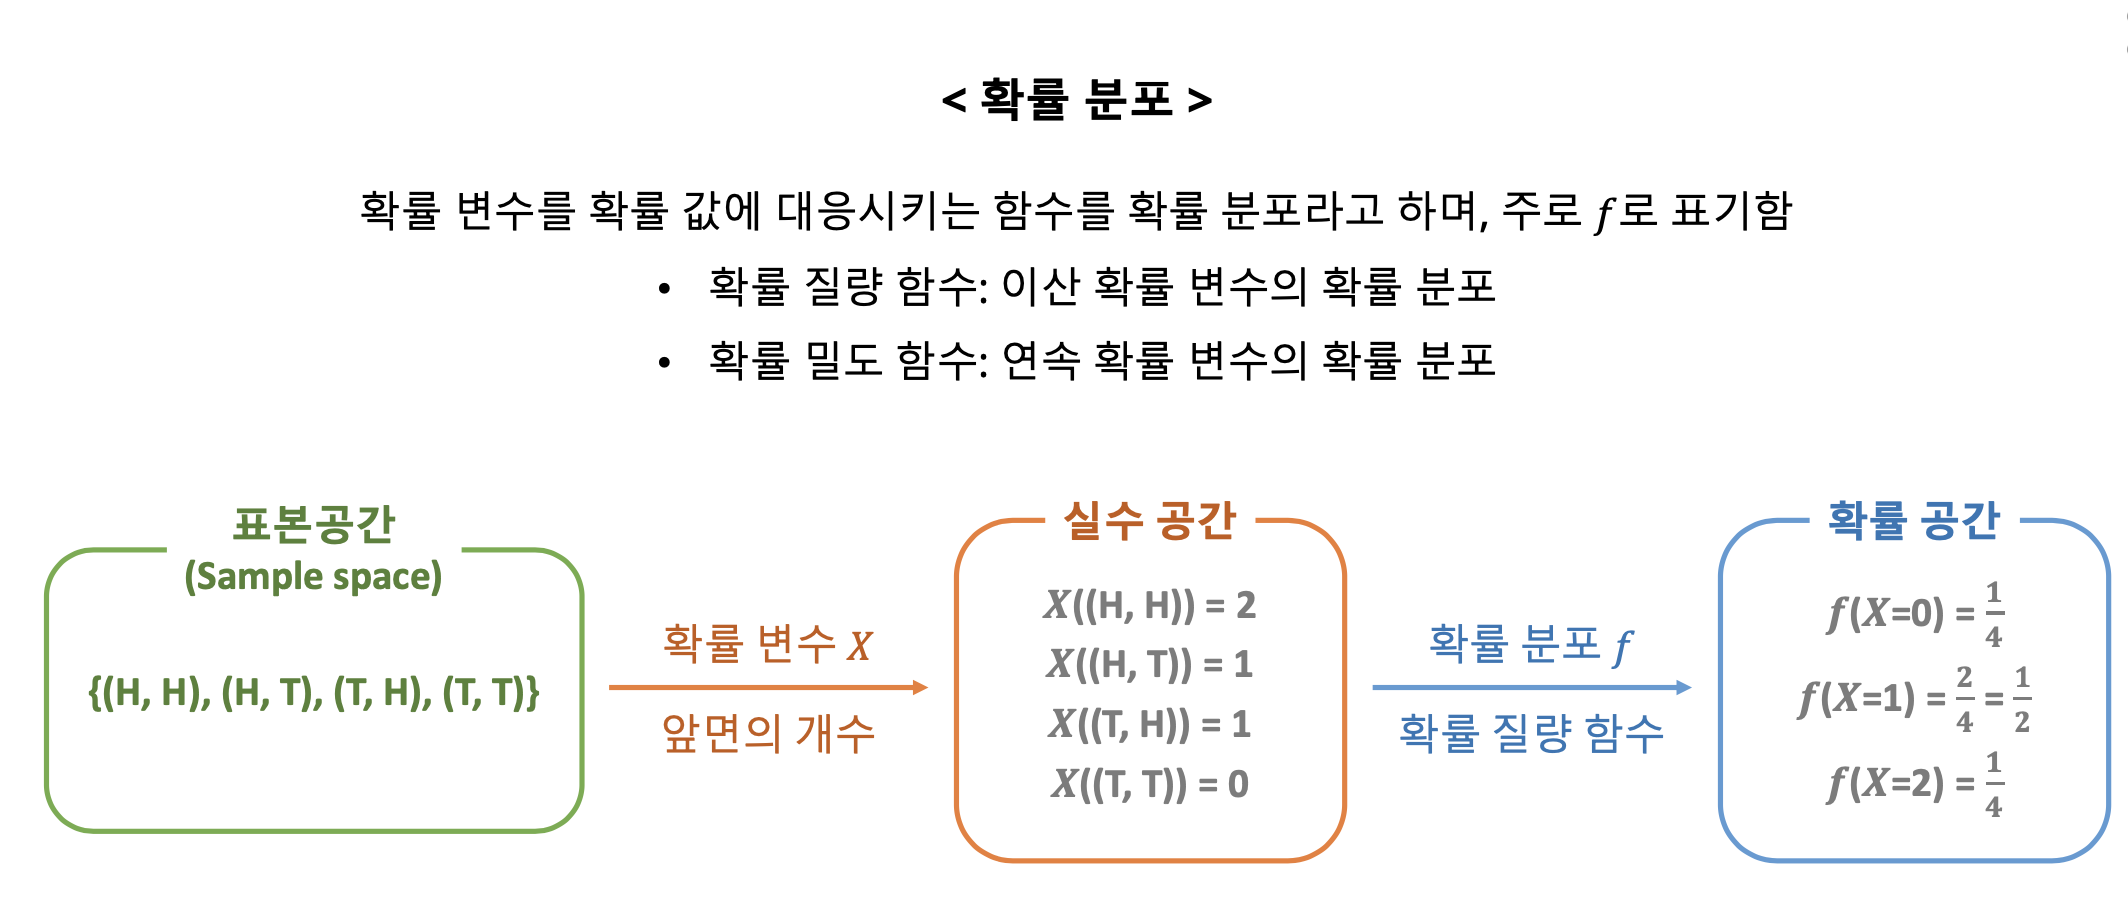 < 확률 분포 >
확률 변수를 확률 값에 대응시키는 함수를 확률 분포라고 하며, 주로 f로 표기함
• 확률 질량 함수: 이산 확률 변수의 확률 분포
• 확률 밀도 함수: 연속 확률 변수의 확률 분포
표본공간
(Sample space)
{(H, H), (H, T), (T, H), (T, T)}
확률 변수 X
앞면의 개수
실수 공간
X((H, H)) = 2
X((H, T)) = 1
X((T, H)) = 1
X((T, T)) = 0
확률 분포 f
확률 질량 함수
확률 공간
f(X=0) = 1/4
f(X=1) = 2/4 = 1/2
f(X=2) = 1/4